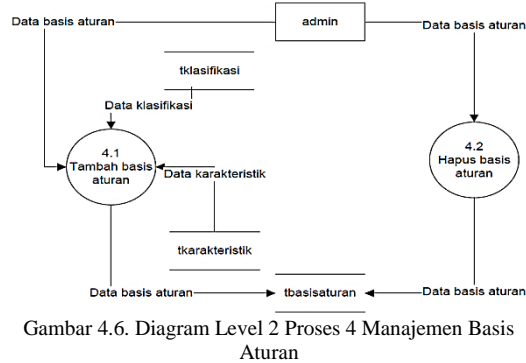 Data basis aturan
admin
Data basis aturan
tklasifikasi
Data klasifikasi
4.1
Tambah basis
aturan
4.2
Hapus basis
aturan
Data karakteristik
tkarakteristik
Data basis aturan
tbasisaturan
Data basis aturan
Gambar 4.6. Diagram Level 2 Proses 4 Manajemen Basis
Aturan